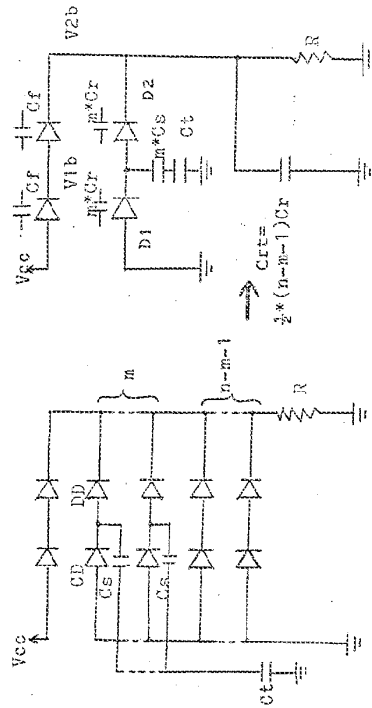 Vcc
CD
DD
Cs
Cs
m
n-m-1
R
Ct
Vcc
Cf
Cf
V1b
V2b
m*Cr
m*Cr
D1
D2
m*Cs
Ct
Crt=
½*(n-m-1)Cr
R